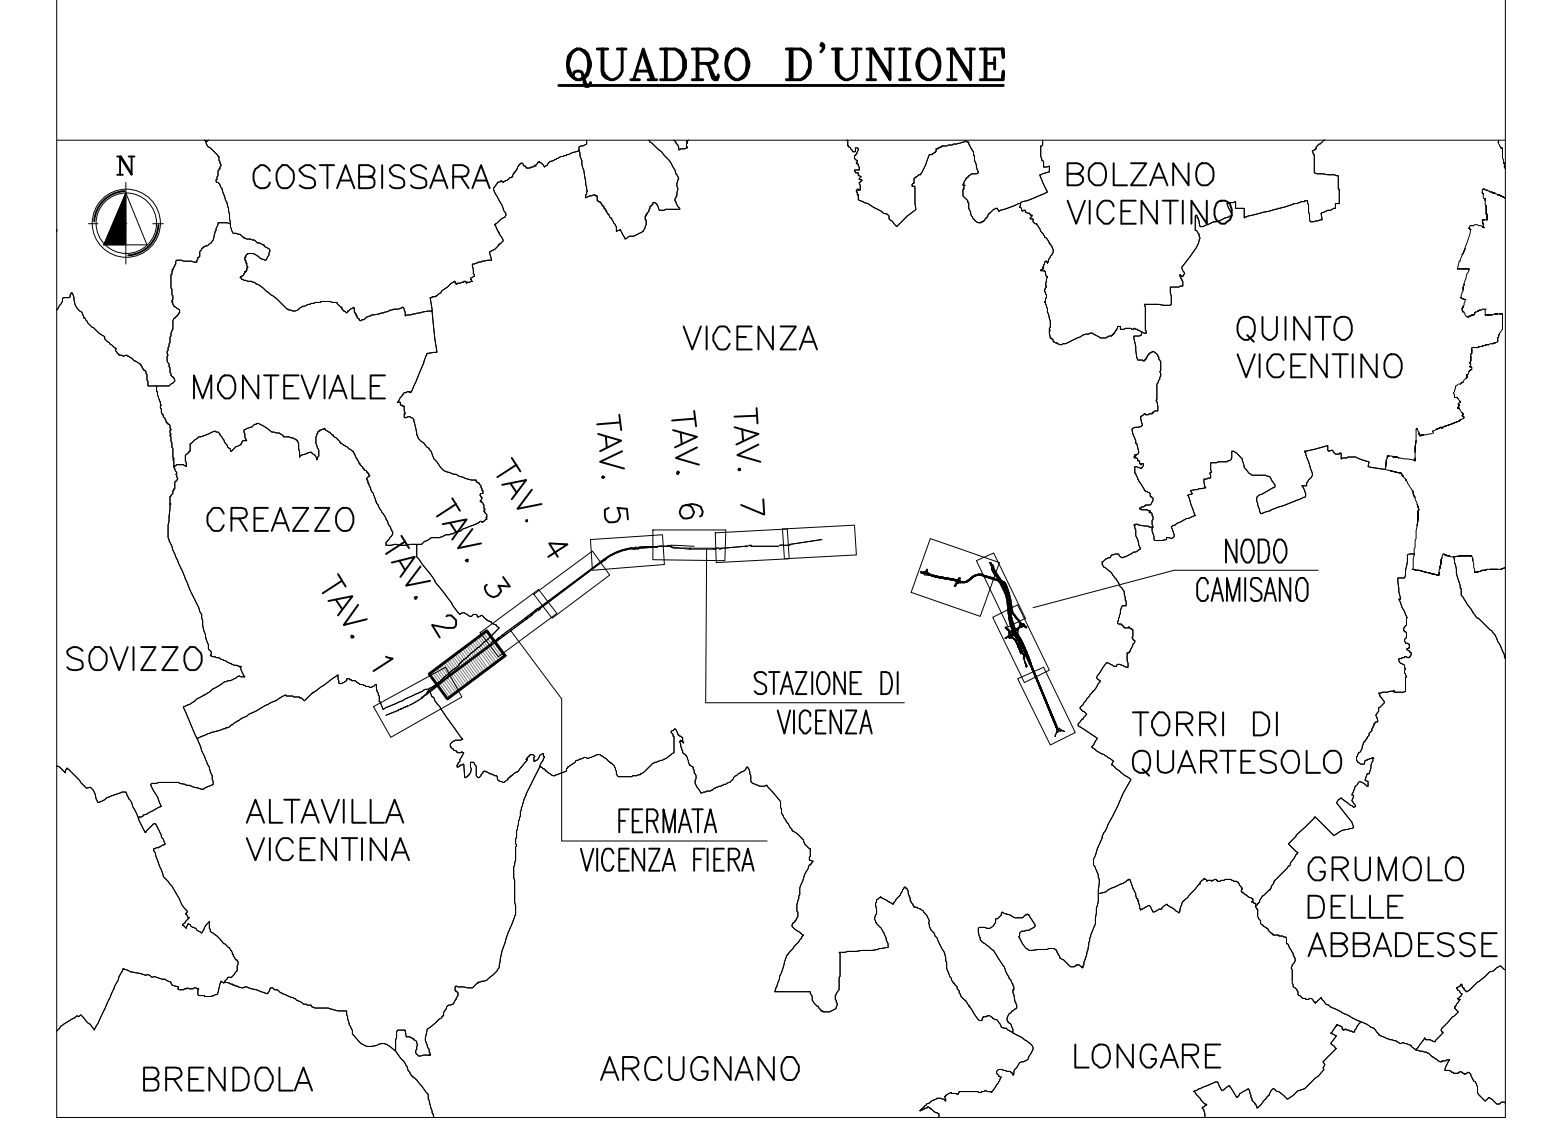 QUADRO D'UNIONE
N
COSTABISSARA
BOLZANO
VICENTINO
VICENZA
QUINTO
VICENTINO
MONTEVIALE
CREAZZO
TAV. 1
TAV. 2
TAV. 3
TAV. 4
TAV. 5
TAV. 6
TAV. 7
NODO
CAMISANO
SOVIZZO
STAZIONE DI
VICENZA
TORRI DI
QUARTESOLO
ALTAVILLA
VICENTINA
FERMATA
VICENZA FIERA
GRUMOLO
DELLE
ABBADESSE
BRENDOLA
ARCUGNANO
LONGARE